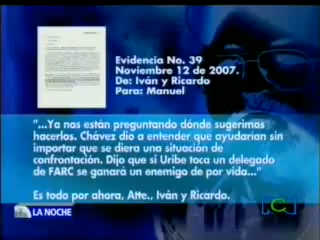 Evidencia No. 39
Noviembre 12 de 2007.
De: Iván y Ricardo
Para: Manuel
"...Ya nos están preguntando dónde sugerimos
hacerlos. Chávez dio a entender que ayudarian sin
importar que se diera una situación de
confrontación. Dijo que si Uribe toca un delegado
de FARC se ganará un enemigo de por vida..."
Es todo por ahora, Atte., Iván y Ricardo.
LA NOCHE
RCN